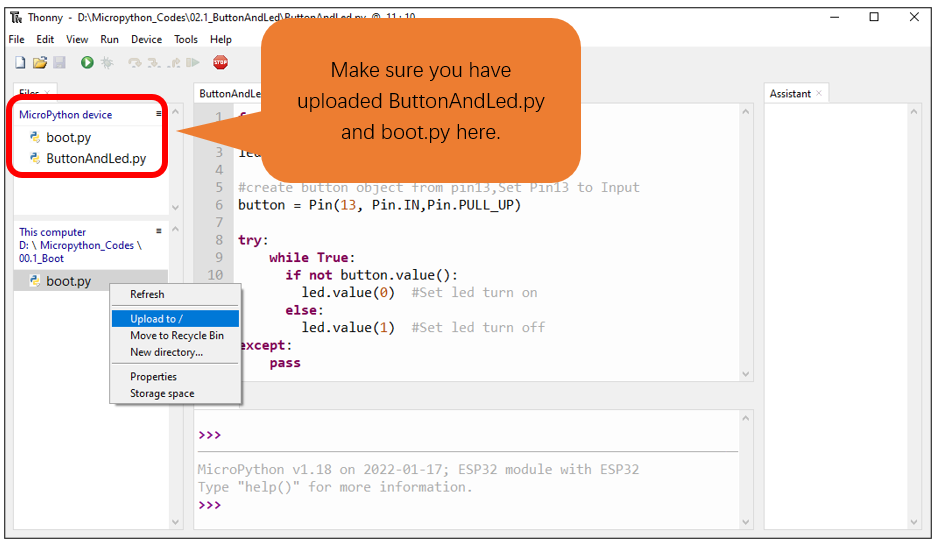 Thonny - D:\Micropython_Codes\02.1_ButtonAndLed\ButtonAndLed.py @ 11 : 10
File Edit View Run Device Tools Help
STOP
Files ×
MicroPython device
boot.py
ButtonAndLed.py
This computer
D: \ Micropython_Codes \
00.1_Boot
boot.py
Refresh
Upload to /
Move to Recycle Bin
New directory...
Properties
Storage space
Make sure you have
uploaded ButtonAndLed.py
and boot.py here.
ButtonAndLe
1
3 led
4
5 #create button object from pin13,Set Pin13 to Input
6 button = Pin(13, Pin.IN,Pin.PULL_UP)
7
8 try:
9 while True:
10 if not button.value():
led.value(0) #Set led turn on
else:
led.value(1) #Set led turn off
except:
pass
>>>
MicroPython v1.18 on 2022-01-17; ESP32 module with ESP32
Type "help()" for more information.
>>>
Assistant ×